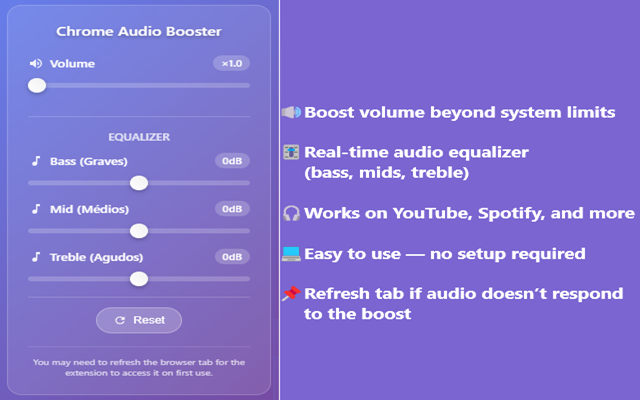 Chrome Audio Booster
Volume
×1.0
EQUALIZER
Bass (Graves)
0dB
Mid (Médios)
0dB
Treble (Agudos)
0dB
Reset
You may need to refresh the browser tab for the
extension to access it on first use.
Boost volume beyond system limits
Real-time audio equalizer
(bass, mids, treble)
Works on YouTube, Spotify, and more
Easy to use — no setup required
Refresh tab if audio doesn’t respond
to the boost